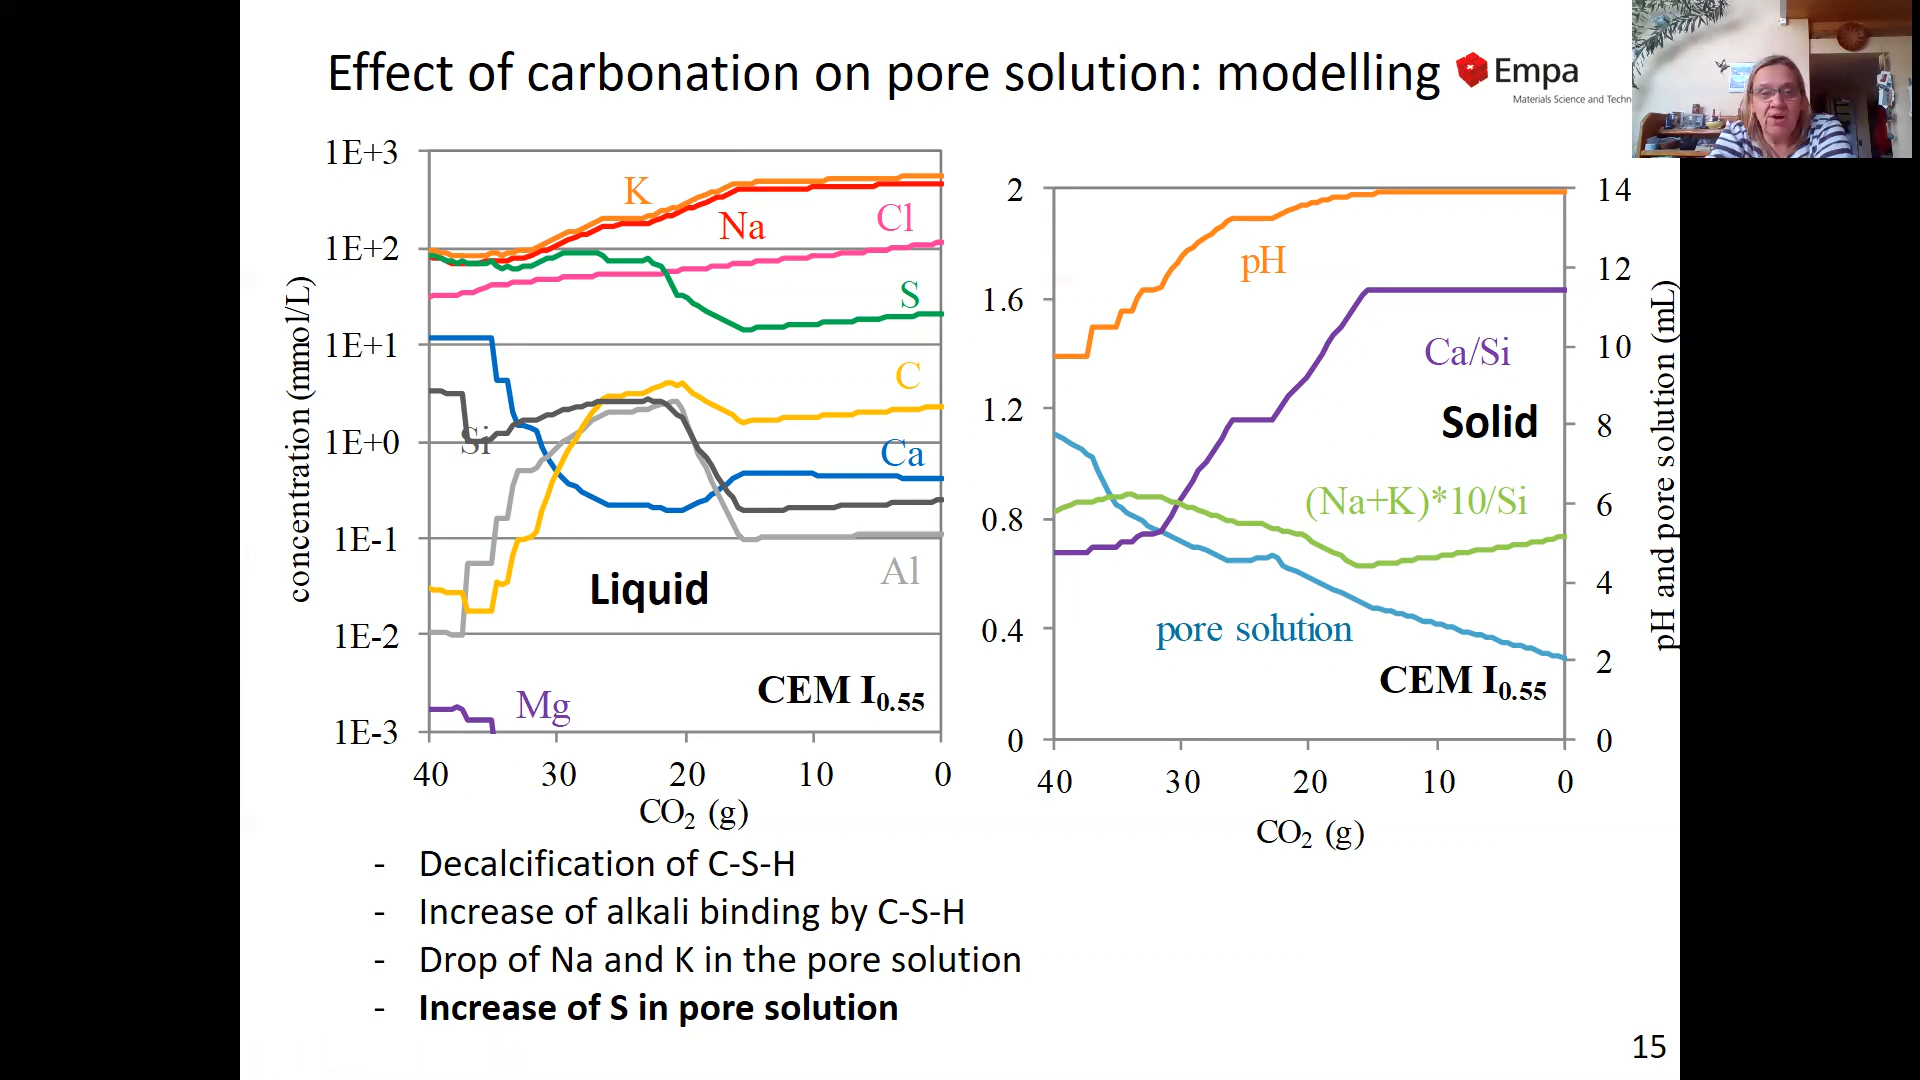 Effect of carbonation on pore solution: modelling
Empa
Materials Science and Techn
concentration (mmol/L)
1E+3
1E+2
1E+1
1E+0
1E-1
1E-2
1E-3
K
Na
Cl
S
C
Si
Ca
Al
Mg
Liquid
CEM I0.55
40 30 20 10 0
CO2 (g)
2
1.6
1.2
0.8
0.4
0
pH
Ca/Si
Solid
(Na+K)*10/Si
pore solution
CEM I0.55
14
12
10
8
6
4
2
0
pH and pore solution (mL)
40 30 20 10 0
CO2 (g)
- Decalcification of C-S-H
- Increase of alkali binding by C-S-H
- Drop of Na and K in the pore solution
- Increase of S in pore solution
15